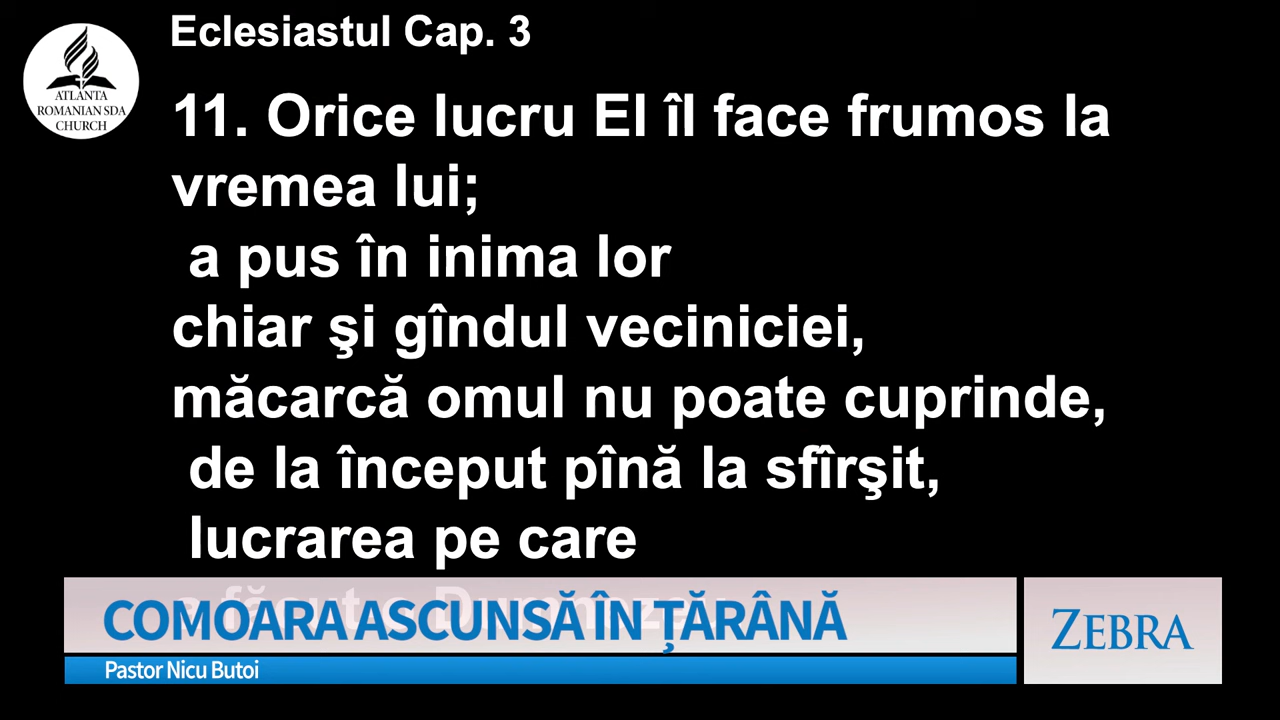 Eclesiastul Cap. 3
ATLANTA
ROMANIAN SDA
CHURCH
11. Orice lucru El îl face frumos la
vremea lui;
a pus în inima lor
chiar şi gîndul veciniciei,
măcarcă omul nu poate cuprinde,
de la început pînă la sfîrşit,
lucrarea pe care
COMOARA ASCUNSĂ ÎN ŢĂRÂNĂ
Pastor Nicu Butoi
ZEBRA